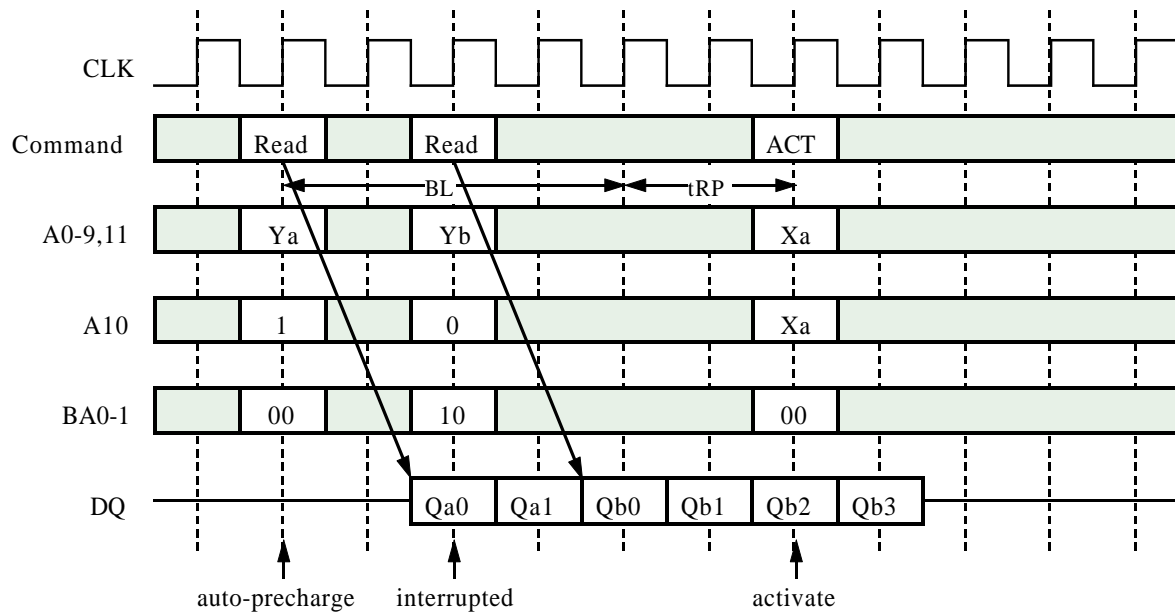 CLK
Command Read Read ACT
BL tRP
A0-9,11 Ya Yb Xa
A10 1 0 Xa
BA0-1 00 10 00
DQ Qa0 Qa1 Qb0 Qb1 Qb2 Qb3
auto-precharge interrupted activate